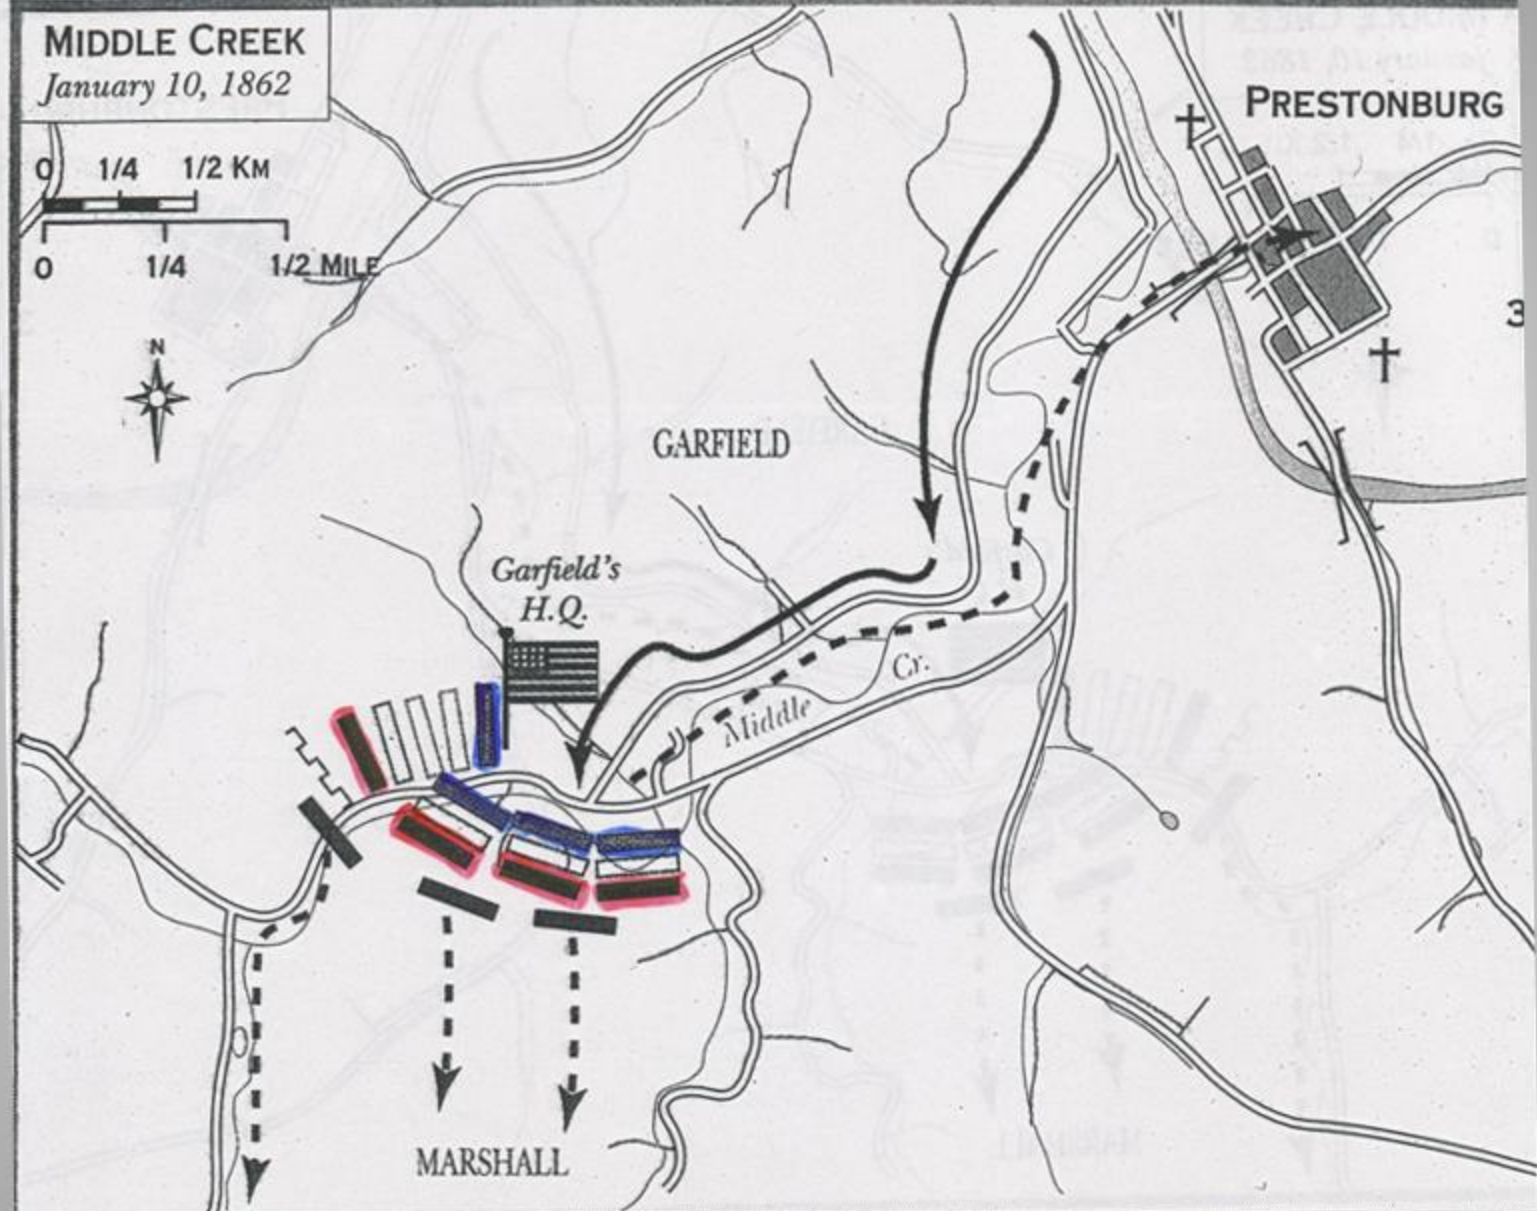 MIDDLE CREEK
January 10, 1862
0 1/4 1/2 KM
0 1/4 1/2 MILE
N
PRESTONBURG
3
GARFIELD
Garfield's
H.Q.
Middle Cr.
MARSHALL